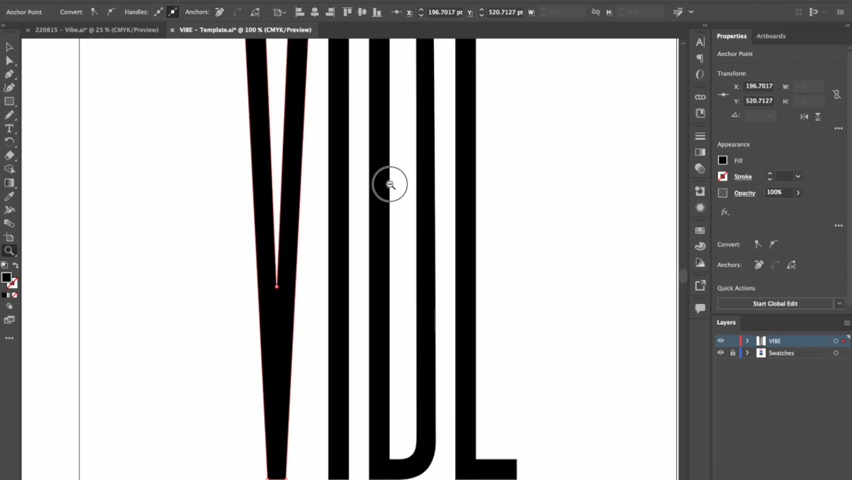 Anchor Point Convert: Handles: Anchors: X: 196.7017 pt Y: 520.7127 pt W: H:
220815 – Vibe.ai* @ 25 % (CMYK/Preview) VIBE – Template.ai* @ 100 % (CMYK/Preview)
Properties Artboards
Anchor Point
Transform
X: 196.7017 W:
Y: 520.7127 H:
Appearance
Fill
Stroke
Opacity 100%
fx
Convert:
Anchors:
Quick Actions
Start Global Edit
Layers
VIBE
Swatches